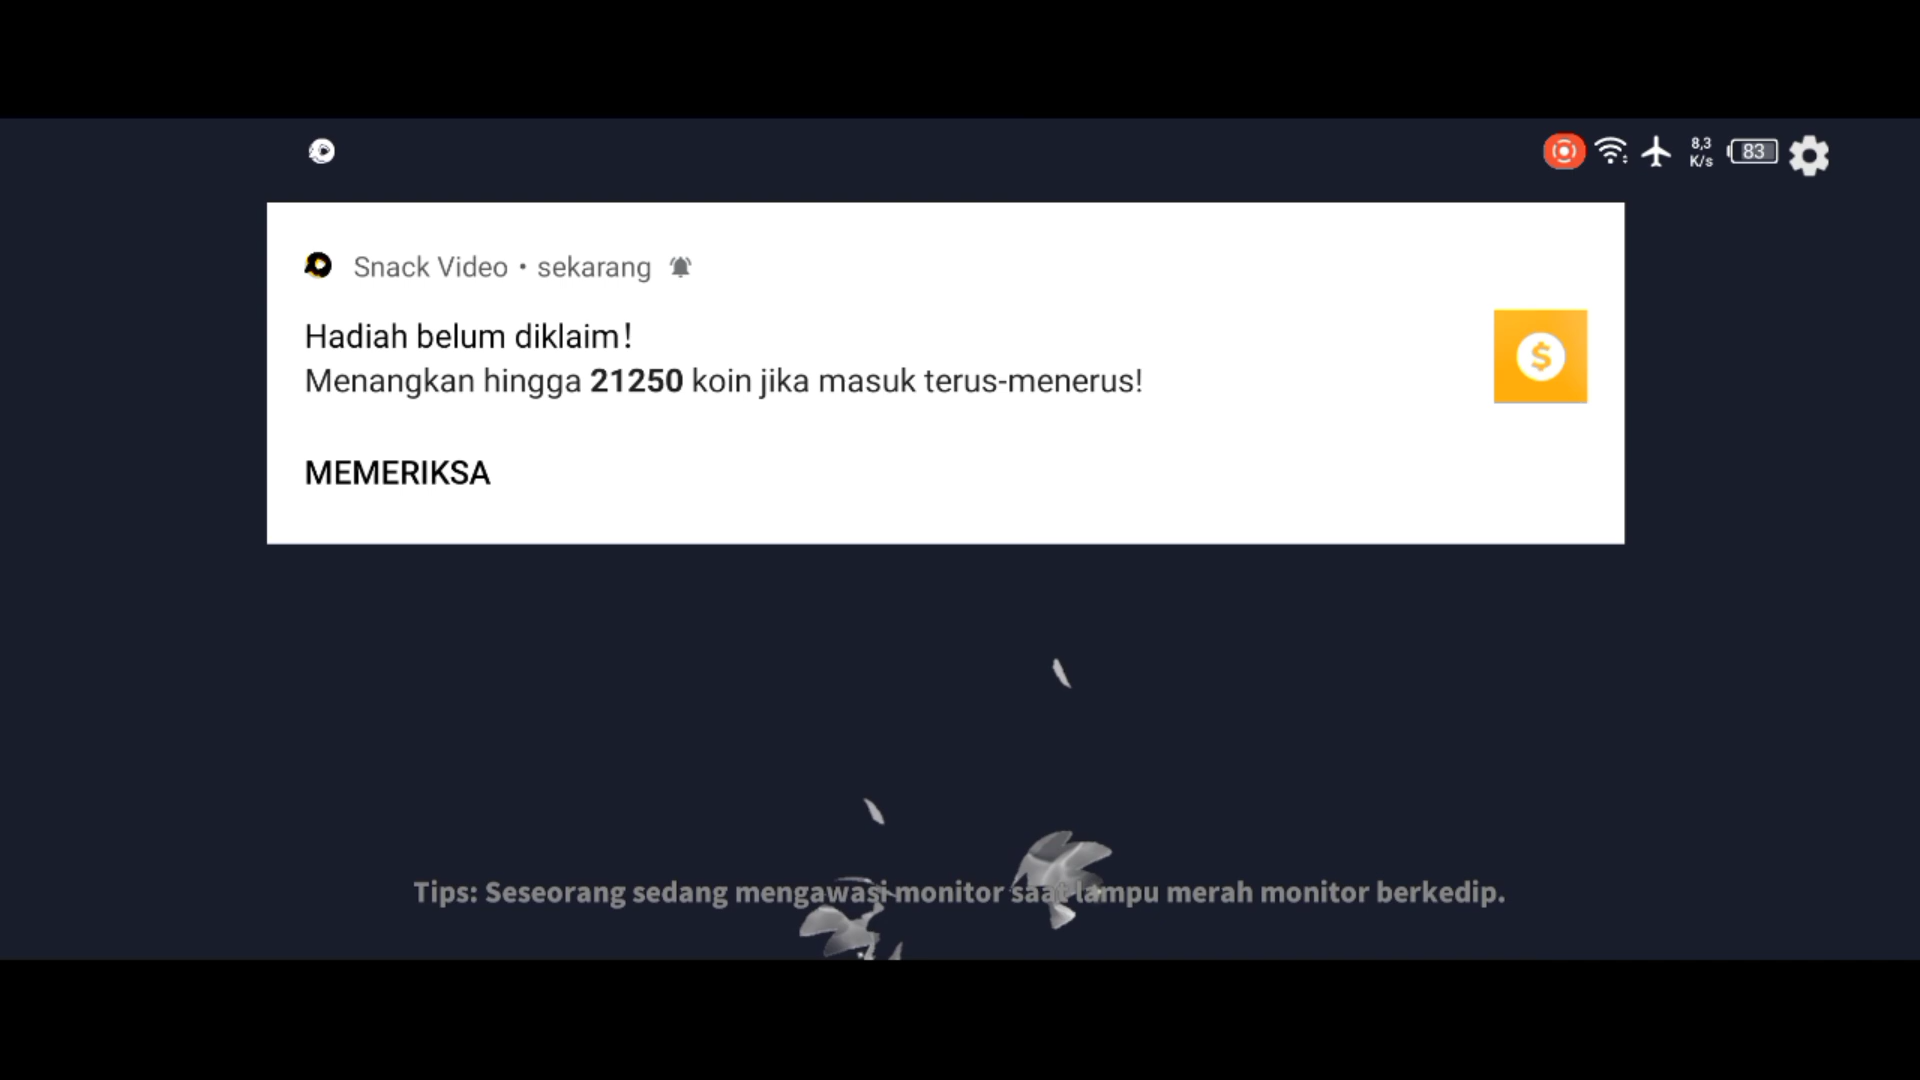 8,3
K/s
83
Snack Video • sekarang
Hadiah belum diklaim!
Menangkan hingga 21250 koin jika masuk terus-menerus!
MEMERIKSA
Tips: Seseorang sedang mengawasi monitor saat lampu merah monitor berkedip.